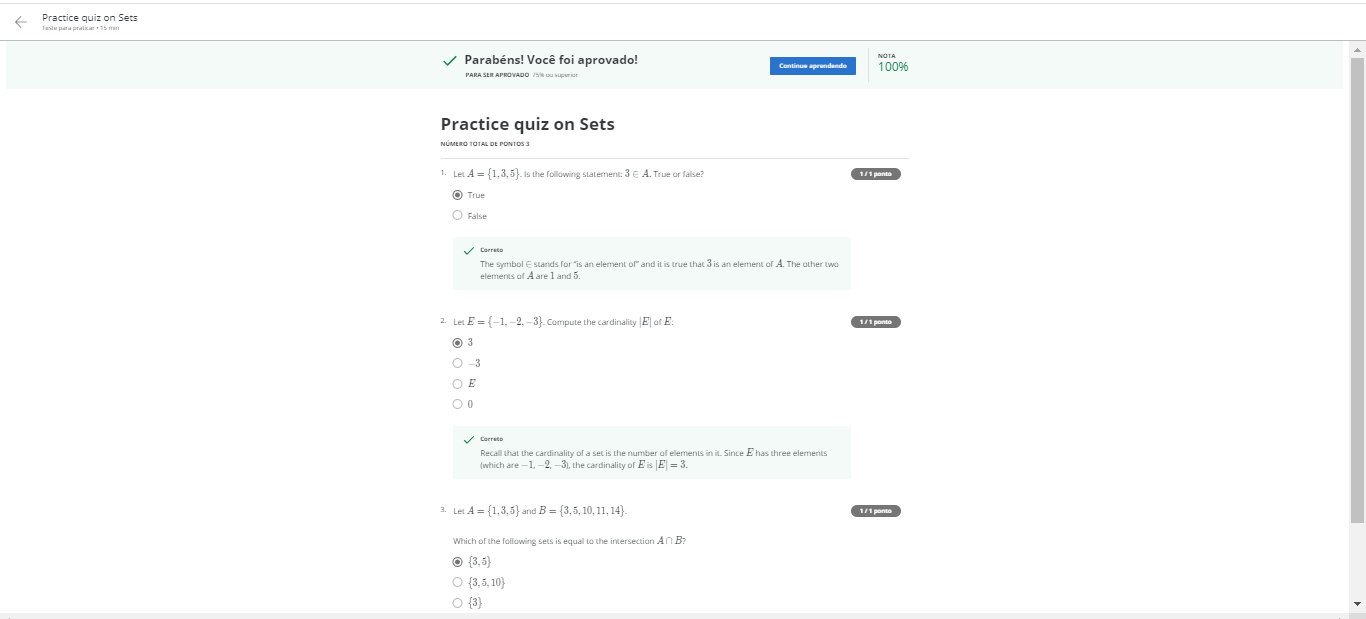 Practice quiz on Sets
Teste para praticar • 15 min
Parabéns! Você foi aprovado!
PARA SER APROVADO 75% ou superior
Continue aprendendo
NOTA
100%
Practice quiz on Sets
NÚMERO TOTAL DE PONTOS 3
1. Let A = {1, 3, 5}. Is the following statement: 3 ∈ A. True or false?
1 / 1 ponto
True
False
Correto
The symbol ∈ stands for "is an element of" and it is true that 3 is an element of A. The other two
elements of A are 1 and 5.
2. Let E = {−1, −2, −3}. Compute the cardinality |E| of E:
1 / 1 ponto
3
−3
E
0
Correto
Recall that the cardinality of a set is the number of elements in it. Since E has three elements
(which are −1, −2, −3), the cardinality of E is |E| = 3.
3. Let A = {1, 3, 5} and B = {3, 5, 10, 11, 14}.
1 / 1 ponto
Which of the following sets is equal to the intersection A ∩ B?
{3, 5}
{3, 5, 10}
{3}